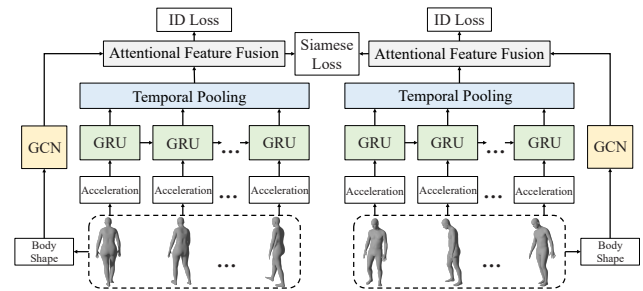 ID Loss
ID Loss
Attentional Feature Fusion
Siamese
Loss
Attentional Feature Fusion
Temporal Pooling
Temporal Pooling
GCN
GRU
GRU
...
GRU
GRU
GRU
...
GRU
GCN
Acceleration
Acceleration
...
Acceleration
Acceleration
Acceleration
...
Acceleration
Body
Shape
...
...
Body
Shape